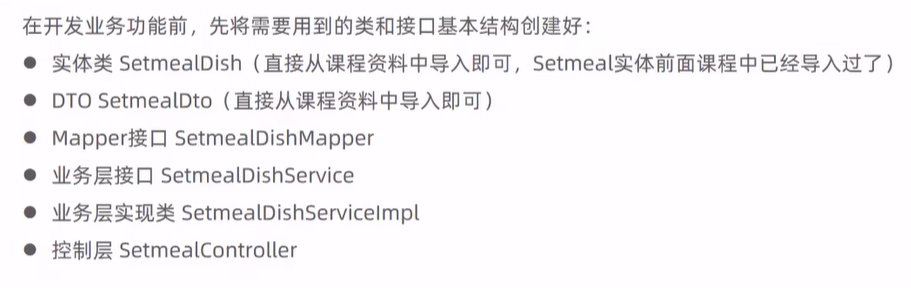 在开发业务功能前，先将需要用到的类和接口基本结构创建好：
● 实体类 SetmealDish（直接从课程资料中导入即可，Setmeal实体前面课程中已经导入过了）
● DTO SetmealDto（直接从课程资料中导入即可）
● Mapper接口 SetmealDishMapper
● 业务层接口 SetmealDishService
● 业务层实现类 SetmealDishServiceImpl
● 控制层 SetmealController